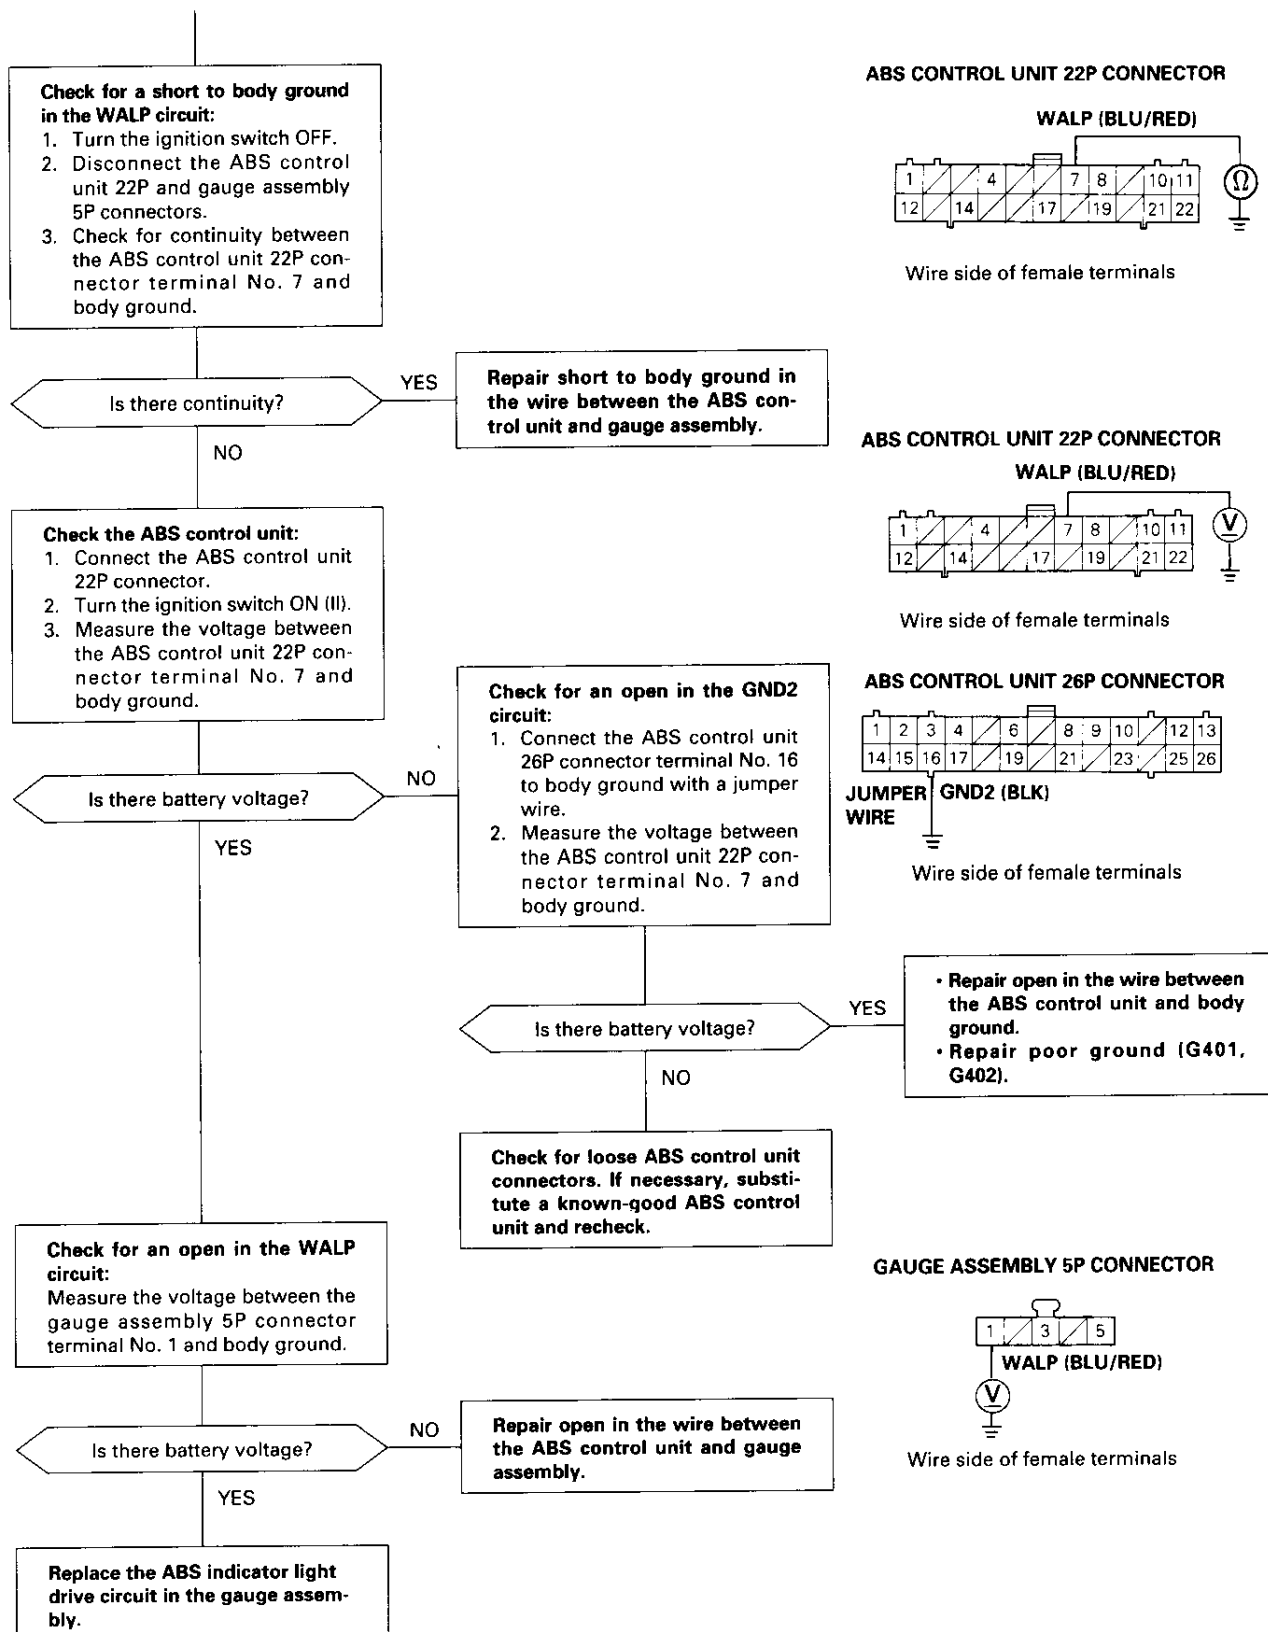 Check for a short to body ground
in the WALP circuit:
1. Turn the ignition switch OFF.
2. Disconnect the ABS control
unit 22P and gauge assembly
5P connectors.
3. Check for continuity between
the ABS control unit 22P con-
nector terminal No. 7 and
body ground.
ABS CONTROL UNIT 22P CONNECTOR
WALP (BLU/RED)
1 4 7 8 10 11
Ω
12 14 17 19 21 22
Wire side of female terminals
Is there continuity?
YES
NO
Repair short to body ground in
the wire between the ABS con-
trol unit and gauge assembly.
ABS CONTROL UNIT 22P CONNECTOR
WALP (BLU/RED)
1 4 7 8 10 11
V
12 14 17 19 21 22
Wire side of female terminals
Check the ABS control unit:
1. Connect the ABS control unit
22P connector.
2. Turn the ignition switch ON (II).
3. Measure the voltage between
the ABS control unit 22P con-
nector terminal No. 7 and
body ground.
Is there battery voltage?
NO
YES
Check for an open in the GND2
circuit:
1. Connect the ABS control unit
26P connector terminal No. 16
to body ground with a jumper
wire.
2. Measure the voltage between
the ABS control unit 22P con-
nector terminal No. 7 and
body ground.
ABS CONTROL UNIT 26P CONNECTOR
1 2 3 4 6 8 9 10 12 13
14 15 16 17 19 21 23 25 26
JUMPER
WIRE
GND2 (BLK)
Wire side of female terminals
Is there battery voltage?
YES
NO
• Repair open in the wire between
the ABS control unit and body
ground.
• Repair poor ground (G401,
G402).
Check for loose ABS control unit
connectors. If necessary, substi-
tute a known-good ABS control
unit and recheck.
Check for an open in the WALP
circuit:
Measure the voltage between the
gauge assembly 5P connector
terminal No. 1 and body ground.
GAUGE ASSEMBLY 5P CONNECTOR
1 3 5
WALP (BLU/RED)
V
Wire side of female terminals
Is there battery voltage?
NO
YES
Repair open in the wire between
the ABS control unit and gauge
assembly.
Replace the ABS indicator light
drive circuit in the gauge assem-
bly.